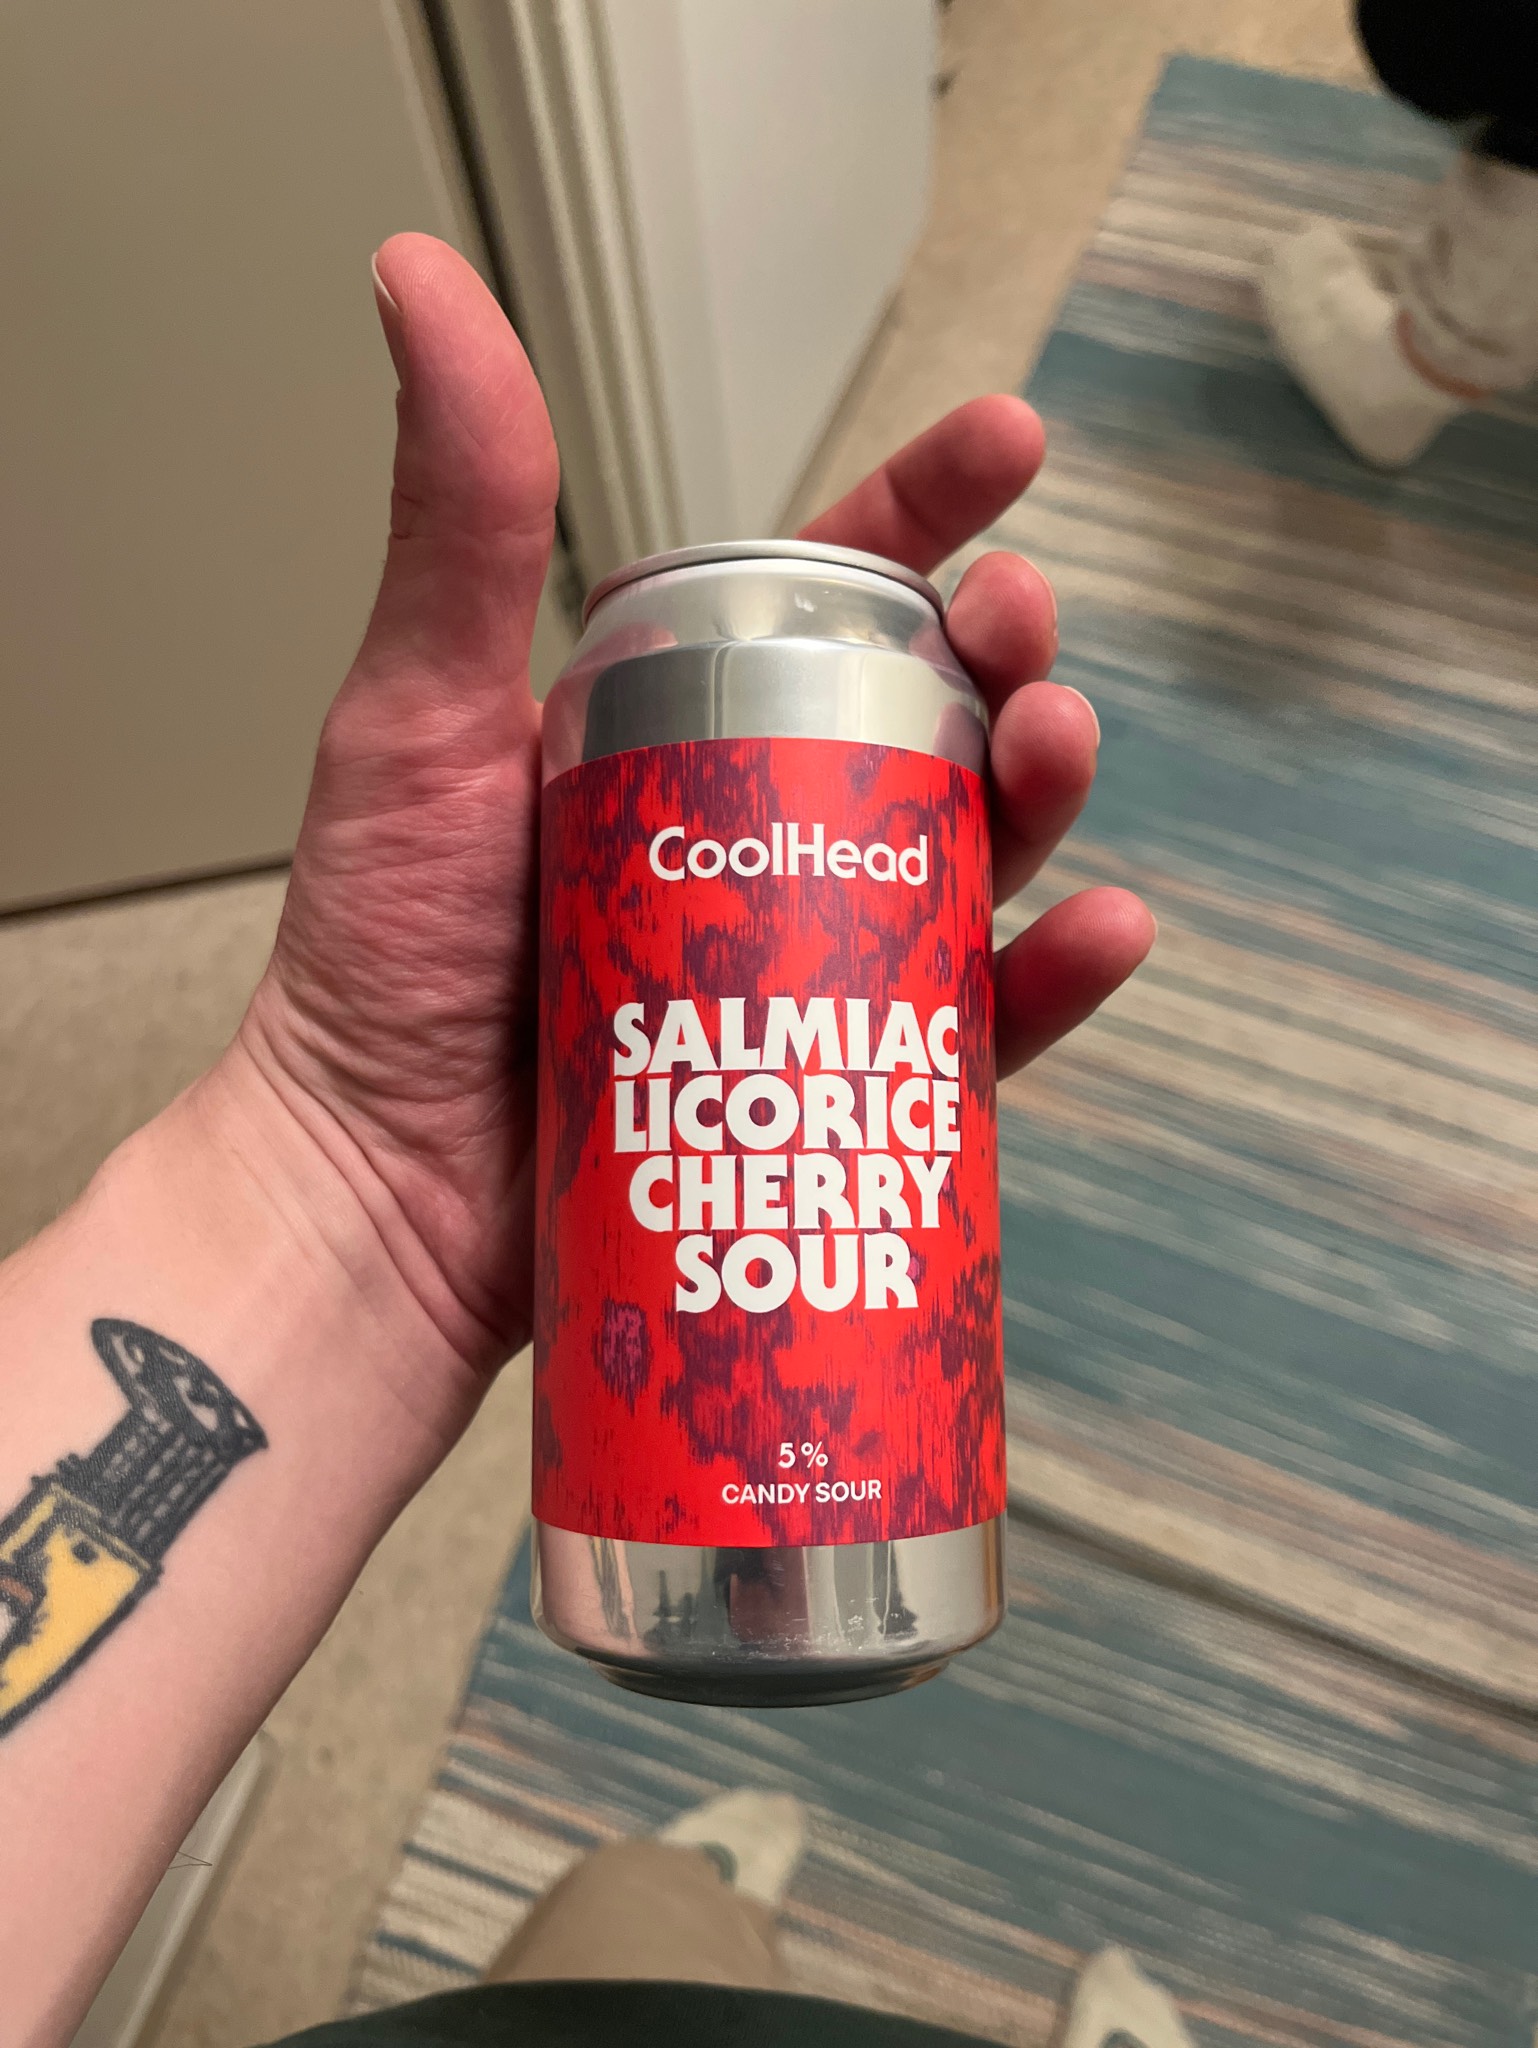 CoolHead
SALMIAC
LICORICE
CHERRY
SOUR
5%
CANDY SOUR